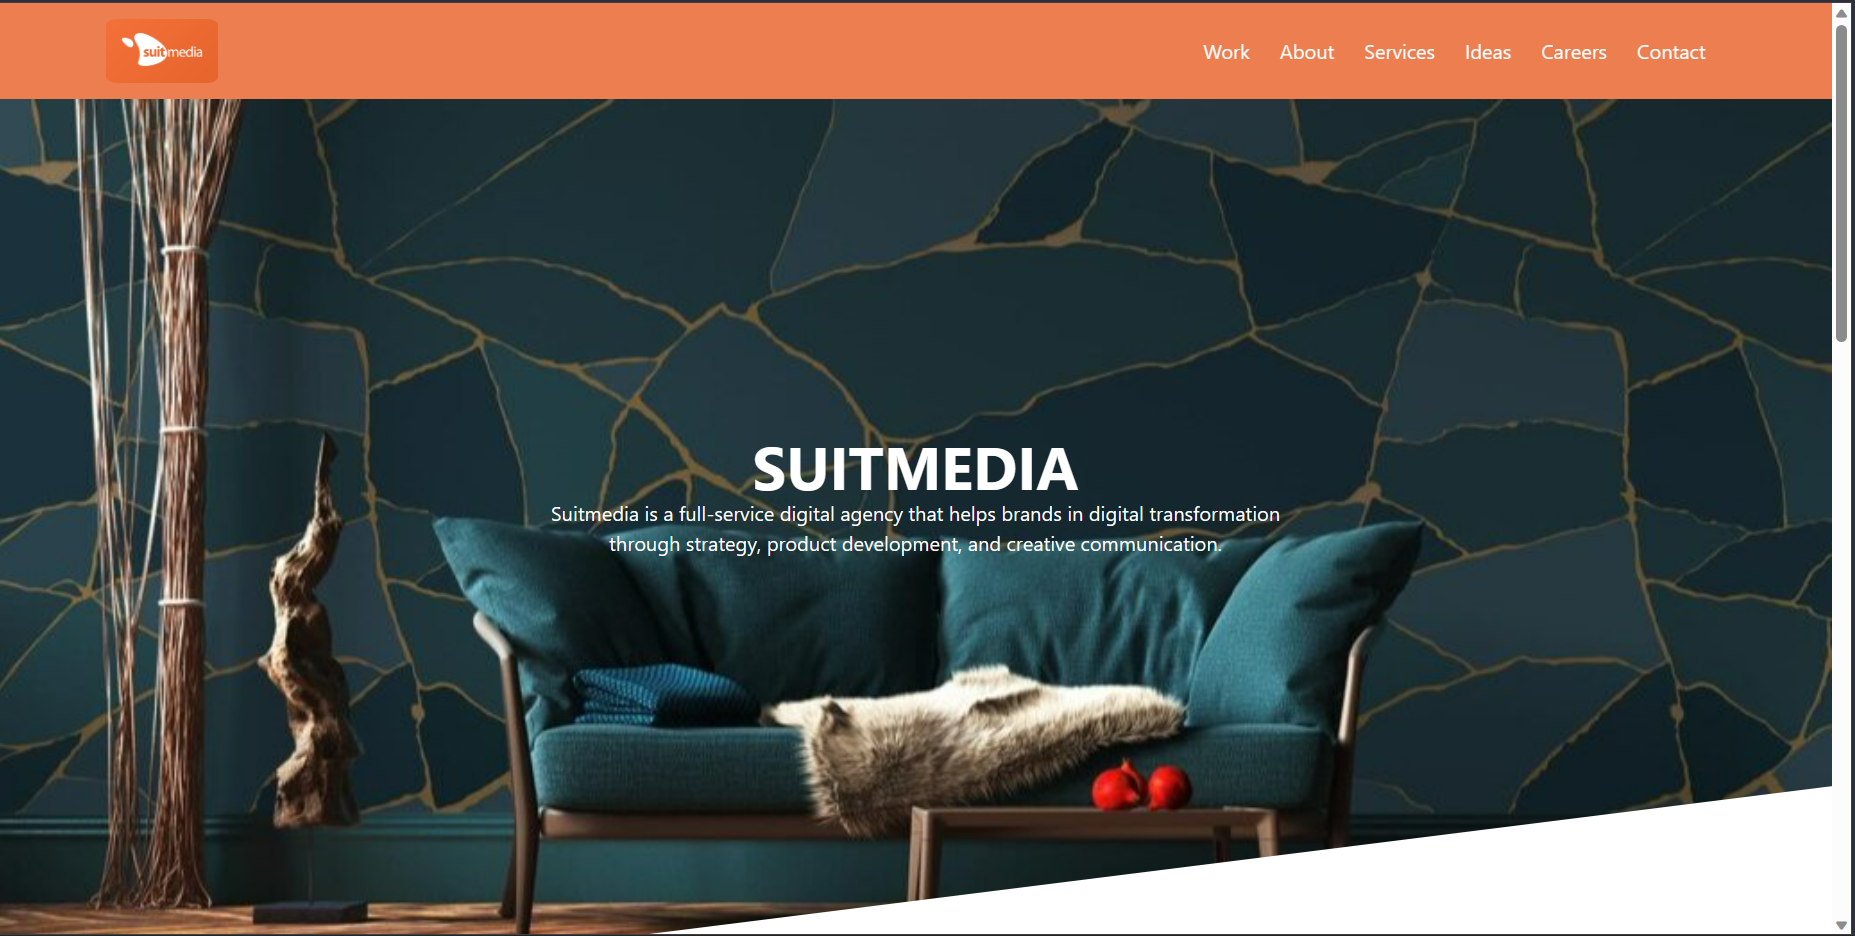 suitmedia
Work About Services Ideas Careers Contact
SUITMEDIA
Suitmedia is a full-service digital agency that helps brands in digital transformation
through strategy, product development, and creative communication.